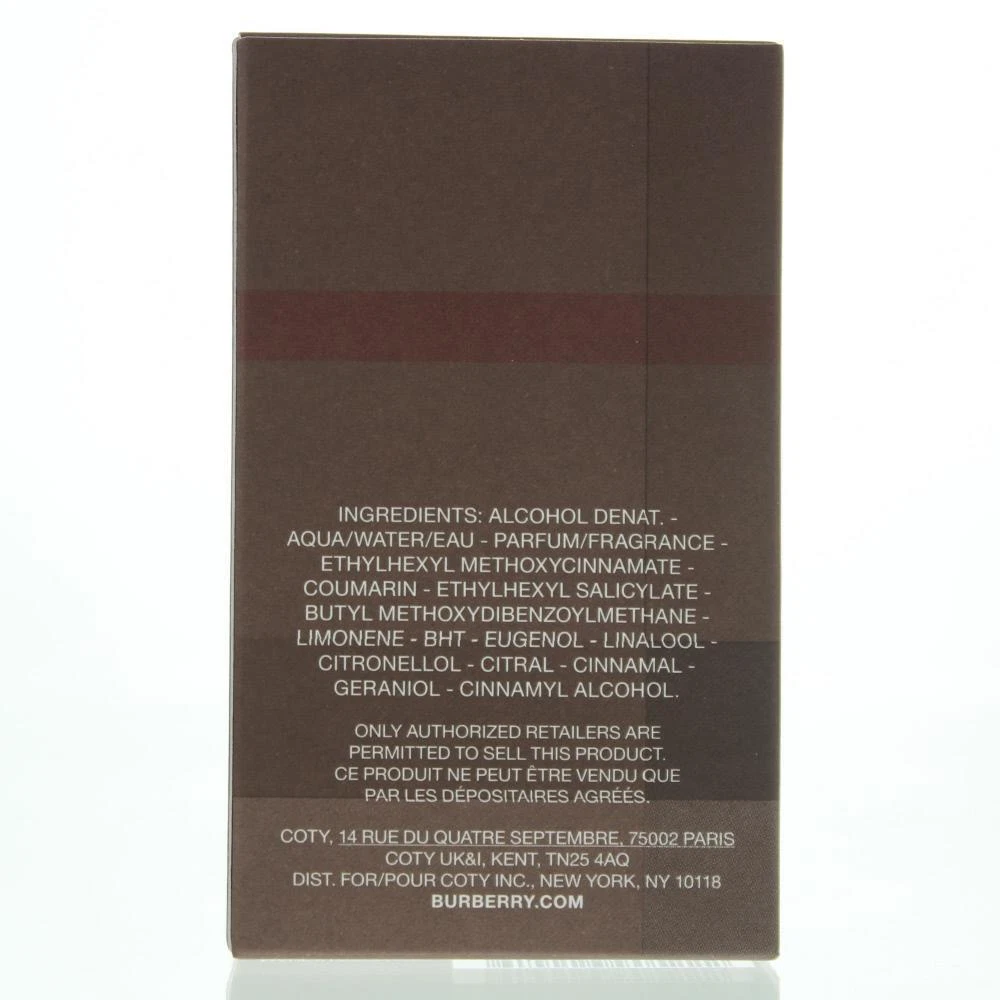 INGREDIENTS: ALCOHOL DENAT. -
AQUA/WATER/EAU - PARFUM/FRAGRANCE -
ETHYLHEXYL METHOXYCINNAMATE -
COUMARIN - ETHYLHEXYL SALICYLATE -
BUTYL METHOXYDIBENZOYLMETHANE -
LIMONENE - BHT - EUGENOL - LINALOOL -
CITRONELLOL - CITRAL - CINNAMAL -
GERANIOL - CINNAMYL ALCOHOL.
ONLY AUTHORIZED RETAILERS ARE
PERMITTED TO SELL THIS PRODUCT.
CE PRODUIT NE PEUT ÊTRE VENDU QUE
PAR LES DÉPOSITAIRES AGRÉÉS.
COTY, 14 RUE DU QUATRE SEPTEMBRE, 75002 PARIS
COTY UK&I, KENT, TN25 4AQ
DIST. FOR/POUR COTY INC., NEW YORK, NY 10118
BURBERRY.COM